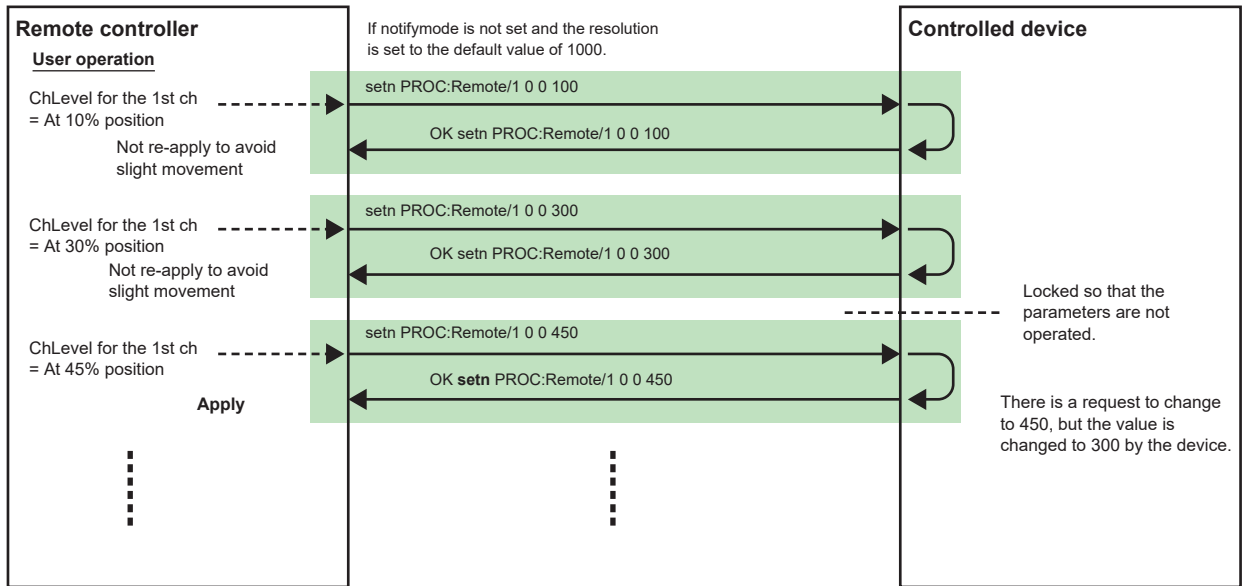 Remote controller
If notifymode is not set and the resolution
is set to the default value of 1000.
Controlled device
User operation
setn PROC:Remote/1 0 0 100
ChLevel for the 1st ch
= At 10% position
OK setn PROC:Remote/1 0 0 100
Not re-apply to avoid
slight movement
setn PROC:Remote/1 0 0 300
ChLevel for the 1st ch
= At 30% position
OK setn PROC:Remote/1 0 0 300
Not re-apply to avoid
slight movement
Locked so that the
parameters are not
operated.
setn PROC:Remote/1 0 0 450
ChLevel for the 1st ch
= At 45% position
OK setn PROC:Remote/1 0 0 450
Apply
There is a request to change
to 450, but the value is
changed to 300 by the device.